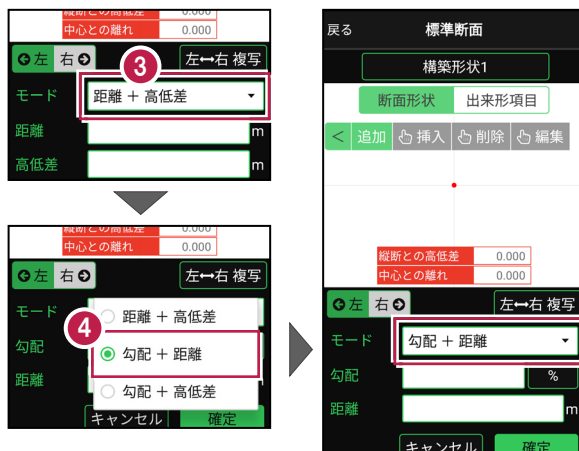 縦断との高低差 0.000
中心との離れ 0.000
左 右 左↔右 複写
3
モード 距離 + 高低差
距離 m
高低差 m
縦断との高低差 0.000
中心との離れ 0.000
左 右 左↔右 複写
モード 距離 + 高低差
4
勾配 勾配 + 距離
距離 勾配 + 高低差
キャンセル 確定
戻る 標準断面
構築形状1
断面形状 出来形項目
< 追加 挿入 削除 編集
縦断との高低差 0.000
中心との離れ 0.000
左 右 左↔右 複写
モード 勾配 + 距離
勾配 %
距離 m
キャンセル 確定